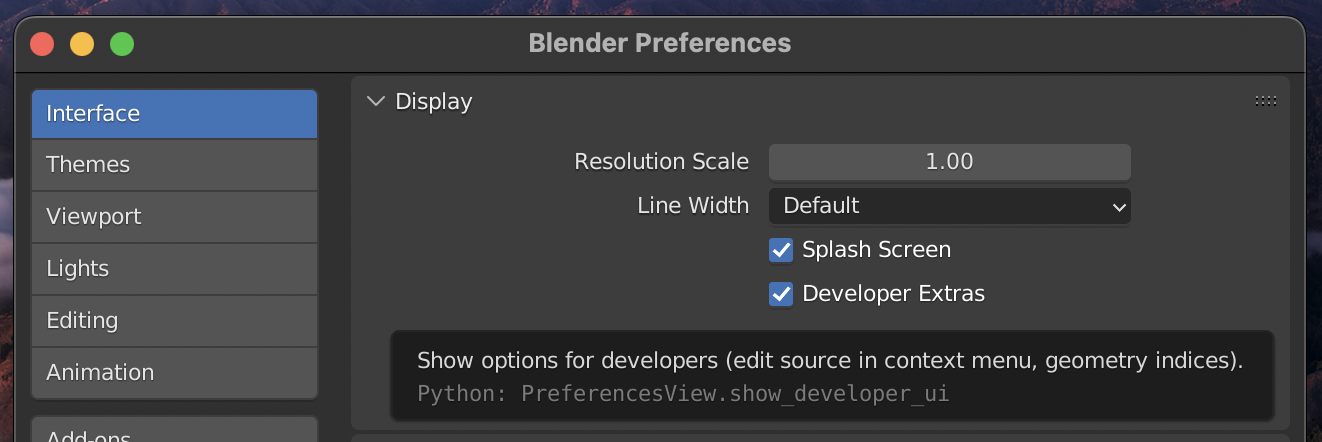 Blender Preferences
Interface
Themes
Viewport
Lights
Editing
Animation
Add-ons
Display
Resolution Scale 1.00
Line Width Default
Splash Screen
Developer Extras
Show options for developers (edit source in context menu, geometry indices).
Python: PreferencesView.show_developer_ui